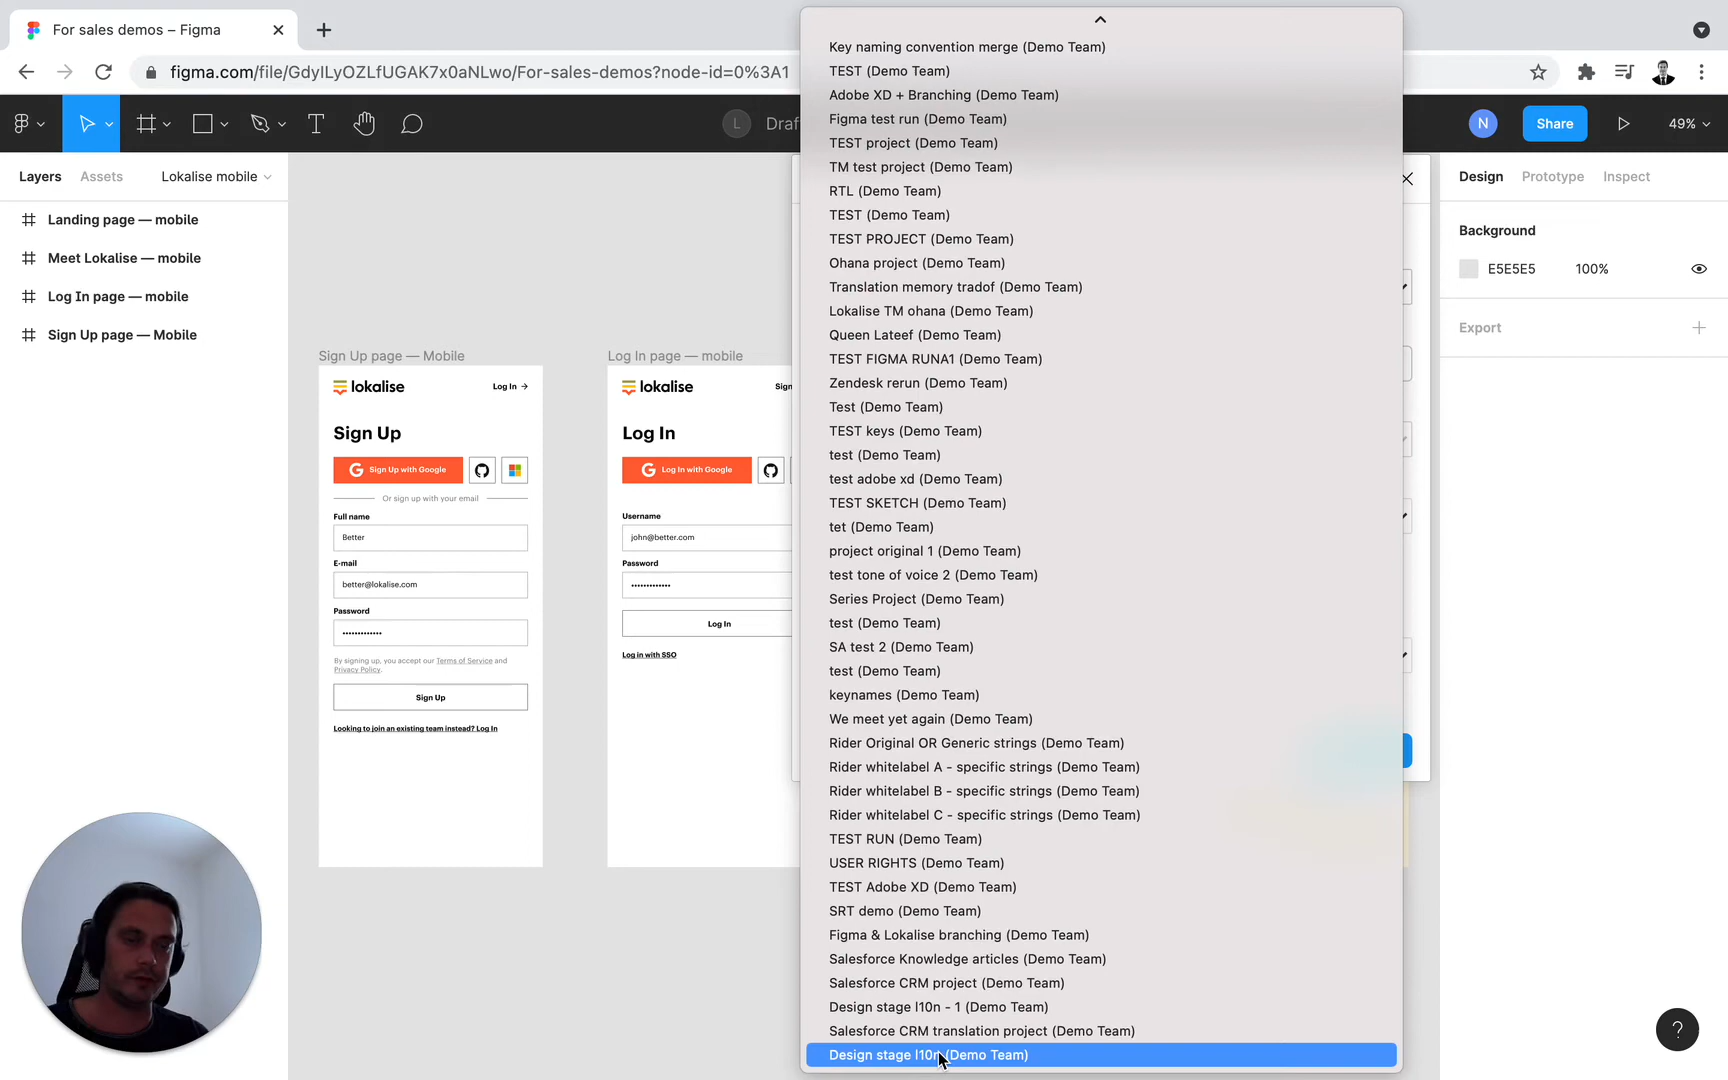 For sales demos – Figma
figma.com/file/GdyILyOZLfUGAK7x0aNLwo/For-sales-demos?node-id=0%3A1
L
Draf
N
Share
49%
Layers
Assets
Lokalise mobile
Landing page — mobile
Meet Lokalise — mobile
Log In page — mobile
Sign Up page — Mobile
Sign Up page — Mobile
lokalise
Log In →
Sign Up
Sign Up with Google
Or sign up with your email
Full name
Better
E-mail
better@lokalise.com
Password
By signing up, you accept our Terms of Service and
Privacy Policy.
Sign Up
Looking to join an existing team instead? Log In
Log In page — mobile
lokalise
Sign
Log In
Log In with Google
Username
john@better.com
Password
Log In
Log in with SSO
Key naming convention merge (Demo Team)
TEST (Demo Team)
Adobe XD + Branching (Demo Team)
Figma test run (Demo Team)
TEST project (Demo Team)
TM test project (Demo Team)
RTL (Demo Team)
TEST (Demo Team)
TEST PROJECT (Demo Team)
Ohana project (Demo Team)
Translation memory tradof (Demo Team)
Lokalise TM ohana (Demo Team)
Queen Lateef (Demo Team)
TEST FIGMA RUNA1 (Demo Team)
Zendesk rerun (Demo Team)
Test (Demo Team)
TEST keys (Demo Team)
test (Demo Team)
test adobe xd (Demo Team)
TEST SKETCH (Demo Team)
tet (Demo Team)
project original 1 (Demo Team)
test tone of voice 2 (Demo Team)
Series Project (Demo Team)
test (Demo Team)
SA test 2 (Demo Team)
test (Demo Team)
keynames (Demo Team)
We meet yet again (Demo Team)
Rider Original OR Generic strings (Demo Team)
Rider whitelabel A - specific strings (Demo Team)
Rider whitelabel B - specific strings (Demo Team)
Rider whitelabel C - specific strings (Demo Team)
TEST RUN (Demo Team)
USER RIGHTS (Demo Team)
TEST Adobe XD (Demo Team)
SRT demo (Demo Team)
Figma & Lokalise branching (Demo Team)
Salesforce Knowledge articles (Demo Team)
Salesforce CRM project (Demo Team)
Design stage l10n - 1 (Demo Team)
Salesforce CRM translation project (Demo Team)
Design stage l10n (Demo Team)
Design
Prototype
Inspect
Background
E5E5E5
100%
Export
?